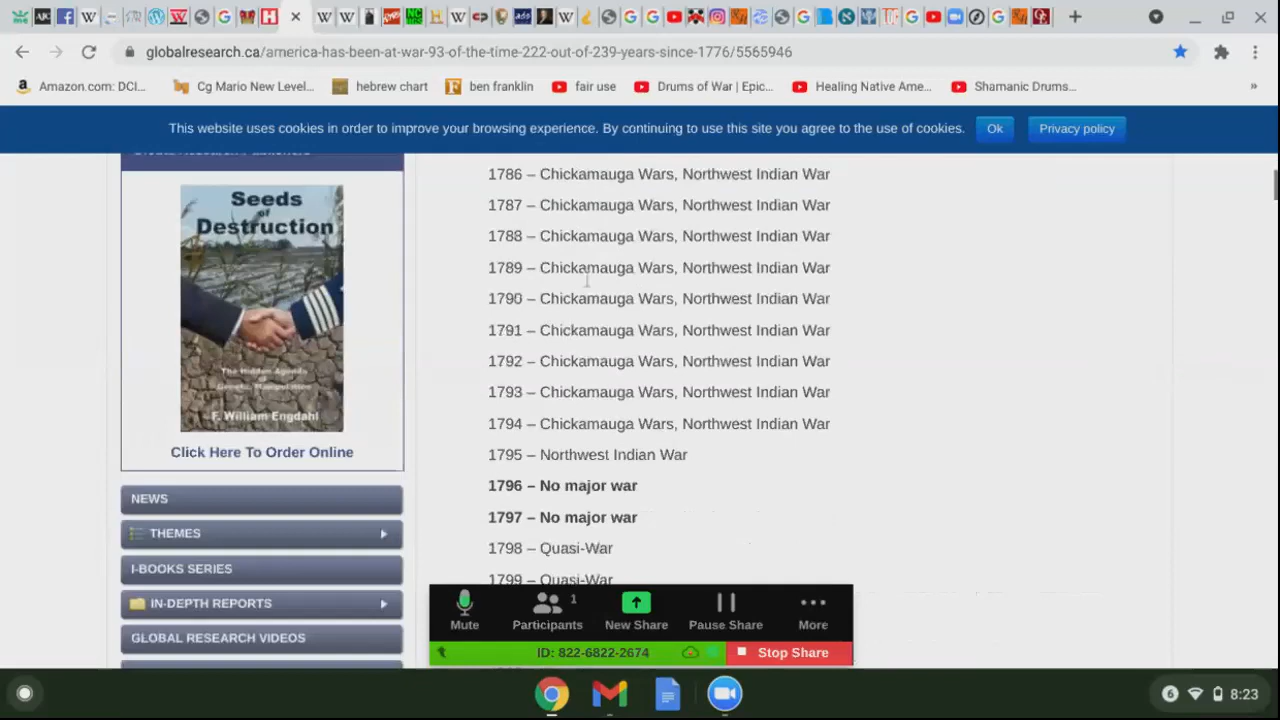 globalresearch.ca/america-has-been-at-war-93-of-the-time-222-out-of-239-years-since-1776/5565946
Amazon.com: DCI...
Cg Mario New Level...
hebrew chart
ben franklin
fair use
Drums of War | Epic...
Healing Native Ame...
Shamanic Drums...
»
This website uses cookies in order to improve your browsing experience. By continuing to use this site you agree to the use of cookies.
Ok
Privacy policy
Seeds
of
Destruction
The Hidden Agenda
Genetic Manipulation
F. William Engdahl
Click Here To Order Online
NEWS
THEMES
I-BOOKS SERIES
IN-DEPTH REPORTS
GLOBAL RESEARCH VIDEOS
1786 – Chickamauga Wars, Northwest Indian War
1787 – Chickamauga Wars, Northwest Indian War
1788 – Chickamauga Wars, Northwest Indian War
1789 – Chickamauga Wars, Northwest Indian War
1790 – Chickamauga Wars, Northwest Indian War
1791 – Chickamauga Wars, Northwest Indian War
1792 – Chickamauga Wars, Northwest Indian War
1793 – Chickamauga Wars, Northwest Indian War
1794 – Chickamauga Wars, Northwest Indian War
1795 – Northwest Indian War
1796 – No major war
1797 – No major war
1798 – Quasi-War
1799 – Quasi-War
1
Mute
Participants
New Share
Pause Share
More
ID: 822-6822-2674
Stop Share
6
8:23